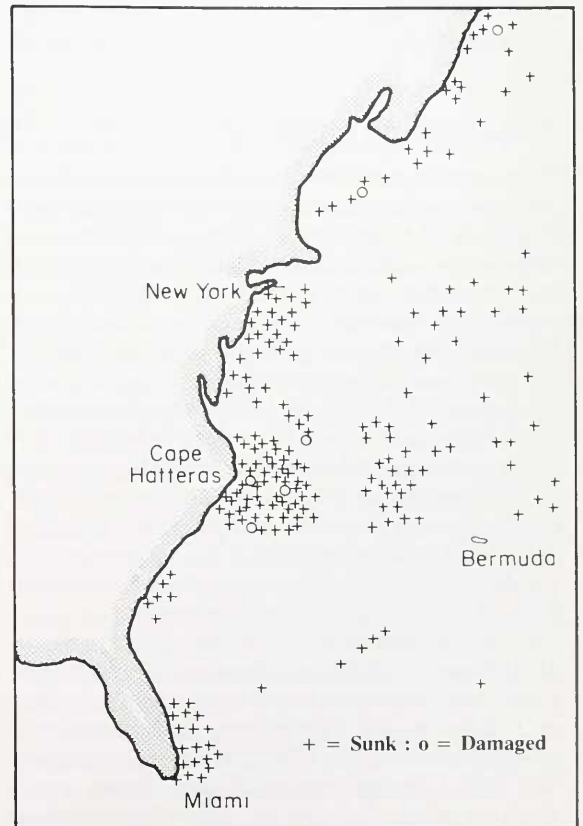 New York
Cape
Hatteras
Bermuda
+ = Sunk : o = Damaged
Miami